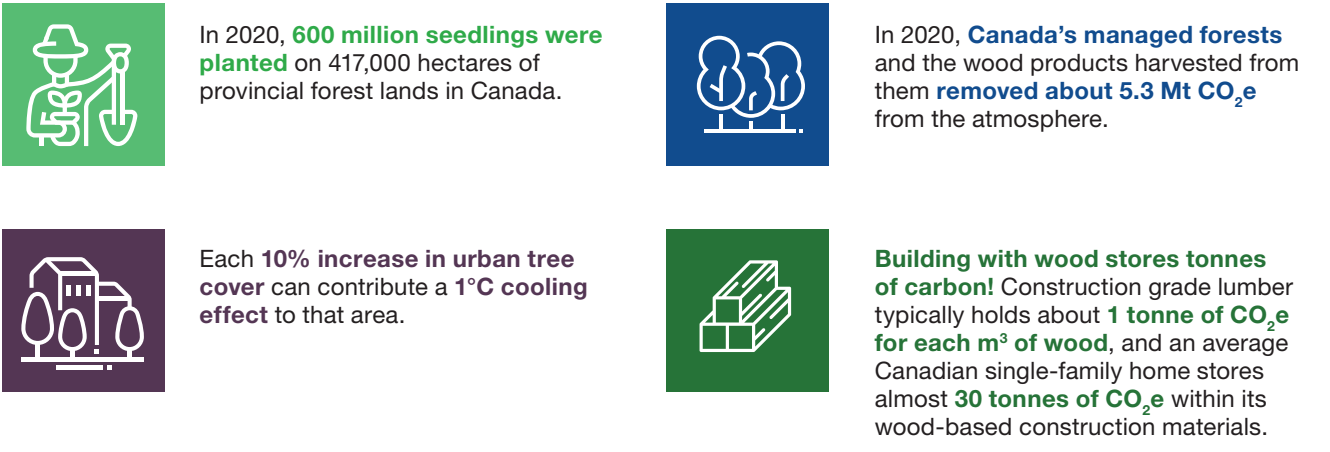 In 2020, 600 million seedlings were
planted on 417,000 hectares of
provincial forest lands in Canada.
In 2020, Canada’s managed forests
and the wood products harvested from
them removed about 5.3 Mt CO₂e
from the atmosphere.
Each 10% increase in urban tree
cover can contribute a 1°C cooling
effect to that area.
Building with wood stores tonnes
of carbon! Construction grade lumber
typically holds about 1 tonne of CO₂e
for each m³ of wood, and an average
Canadian single-family home stores
almost 30 tonnes of CO₂e within its
wood-based construction materials.